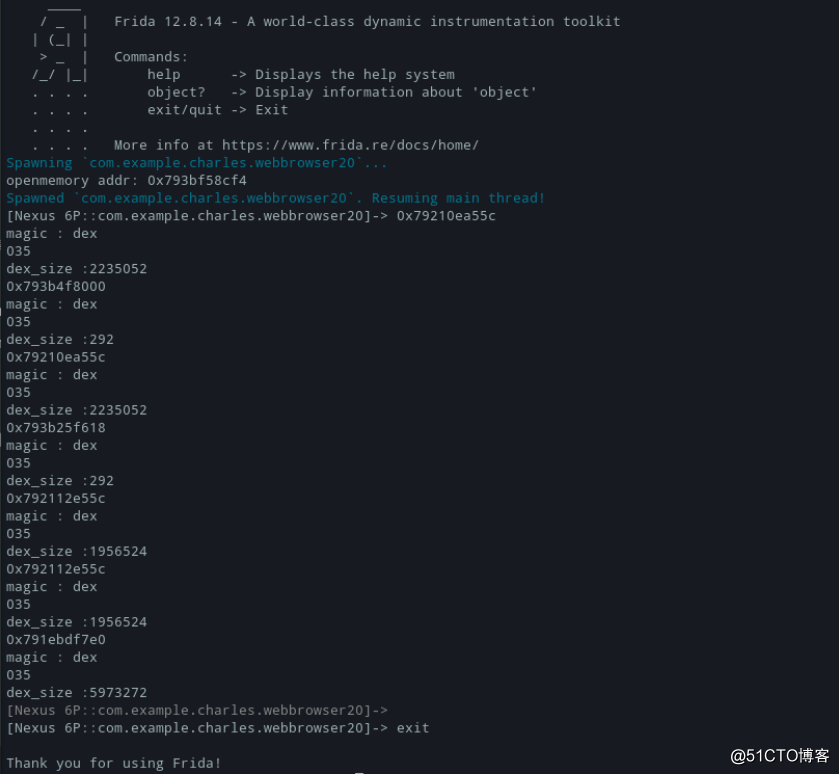 ____
    / _  |   Frida 12.8.14 - A world-class dynamic instrumentation toolkit
   | (_| |
    > _  |   Commands:
   /_/ |_|       help      -> Displays the help system
   . . . .       object?   -> Display information about 'object'
   . . . .       exit/quit -> Exit
   . . . .
   . . . .   More info at https://www.frida.re/docs/home/
Spawning `com.example.charles.webbrowser20`...
openmemory addr: 0x793bf58cf4
Spawned `com.example.charles.webbrowser20`. Resuming main thread!
[Nexus 6P::com.example.charles.webbrowser20]-> 0x79210ea55c
magic : dex
035
dex_size :2235052
0x793b4f8000
magic : dex
035
dex_size :292
0x79210ea55c
magic : dex
035
dex_size :2235052
0x793b25f618
magic : dex
035
dex_size :292
0x792112e55c
magic : dex
035
dex_size :1956524
0x792112e55c
magic : dex
035
dex_size :1956524
0x791ebdf7e0
magic : dex
035
dex_size :5973272
[Nexus 6P::com.example.charles.webbrowser20]->
[Nexus 6P::com.example.charles.webbrowser20]-> exit
Thank you for using Frida!
@51CTO博客